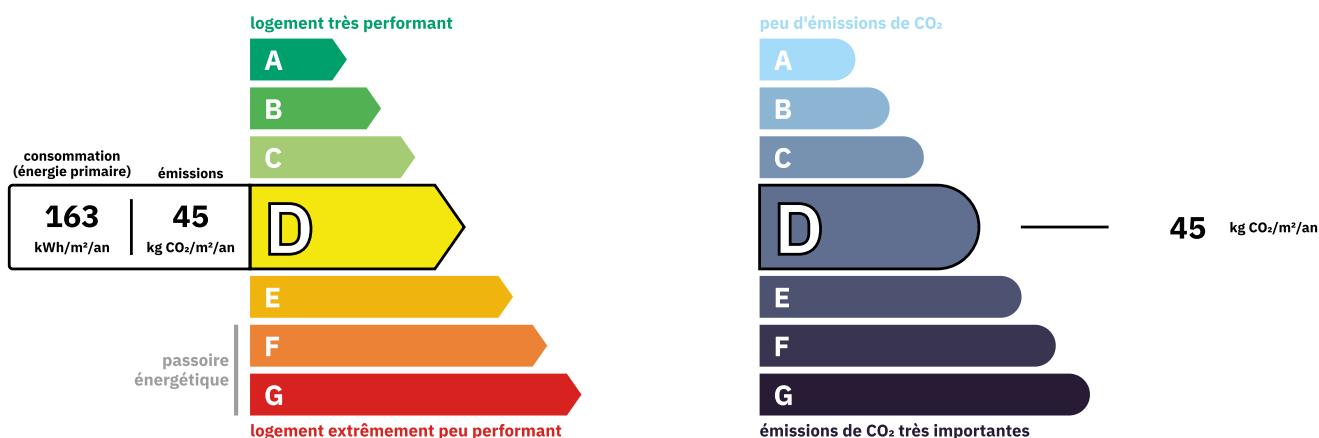 logement très performant
A
B
C
consommation
(énergie primaire)
émissions
163
kWh/m²/an
45
kg CO₂/m²/an
D
E
F
G
passoire
énergétique
logement extrêmement peu performant
peu d'émissions de CO₂
A
B
C
D
45 kg CO₂/m²/an
E
F
G
émissions de CO₂ très importantes